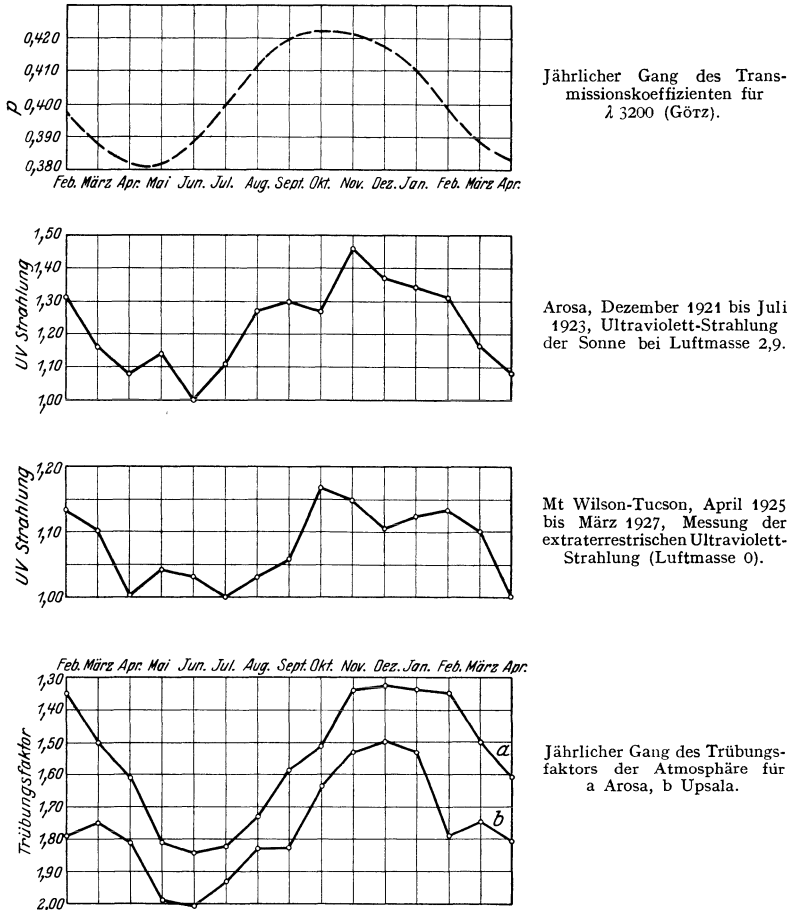 0,420
0,410
0,400
0,390
0,380
p
Feb. März Apr. Mai Jun. Jul. Aug. Sept. Okt. Nov. Dez. Jan. Feb. März Apr.
Jährlicher Gang des Trans-
missionskoeffizienten für
λ 3200 (GÖTZ).
1,50
1,40
1,30
1,20
1,10
1,00
UV Strahlung
Arosa, Dezember 1921 bis Juli
1923, Ultraviolett-Strahlung
der Sonne bei Luftmasse 2,9.
1,20
1,10
1,00
UV Strahlung
Mt Wilson-Tucson, April 1925
bis März 1927, Messung der
extraterrestrischen Ultraviolett-
Strahlung (Luftmasse 0).
Feb. März Apr. Mai Jun. Jul. Aug. Sept. Okt. Nov. Dez. Jan. Feb. März Apr.
1,30
1,40
1,50
1,60
1,70
1,80
1,90
2,00
Trübungsfaktor
a
b
Jährlicher Gang des Trübungs-
faktors der Atmosphäre für
a Arosa, b Upsala.